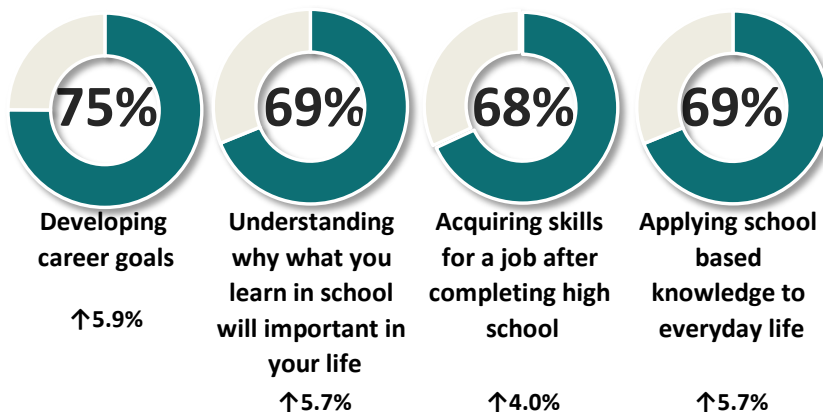 75%
Developing
career goals
↑5.9%
69%
Understanding
why what you
learn in school
will important in
your life
↑5.7%
68%
Acquiring skills
for a job after
completing high
school
↑4.0%
69%
Applying school
based
knowledge to
everyday life
↑5.7%